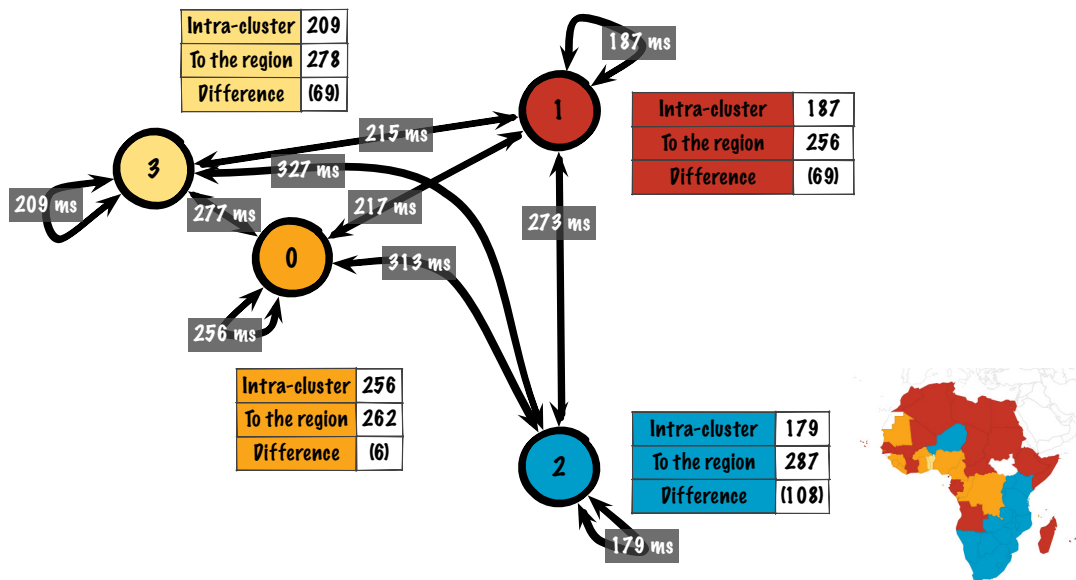 Intra-cluster 209
To the region 278
Difference (69)
187 ms
1
Intra-cluster 187
To the region 256
Difference (69)
215 ms
3
327 ms
209 ms
277 ms
217 ms
273 ms
0
313 ms
256 ms
Intra-cluster 256
To the region 262
Difference (6)
2
Intra-cluster 179
To the region 287
Difference (108)
179 ms